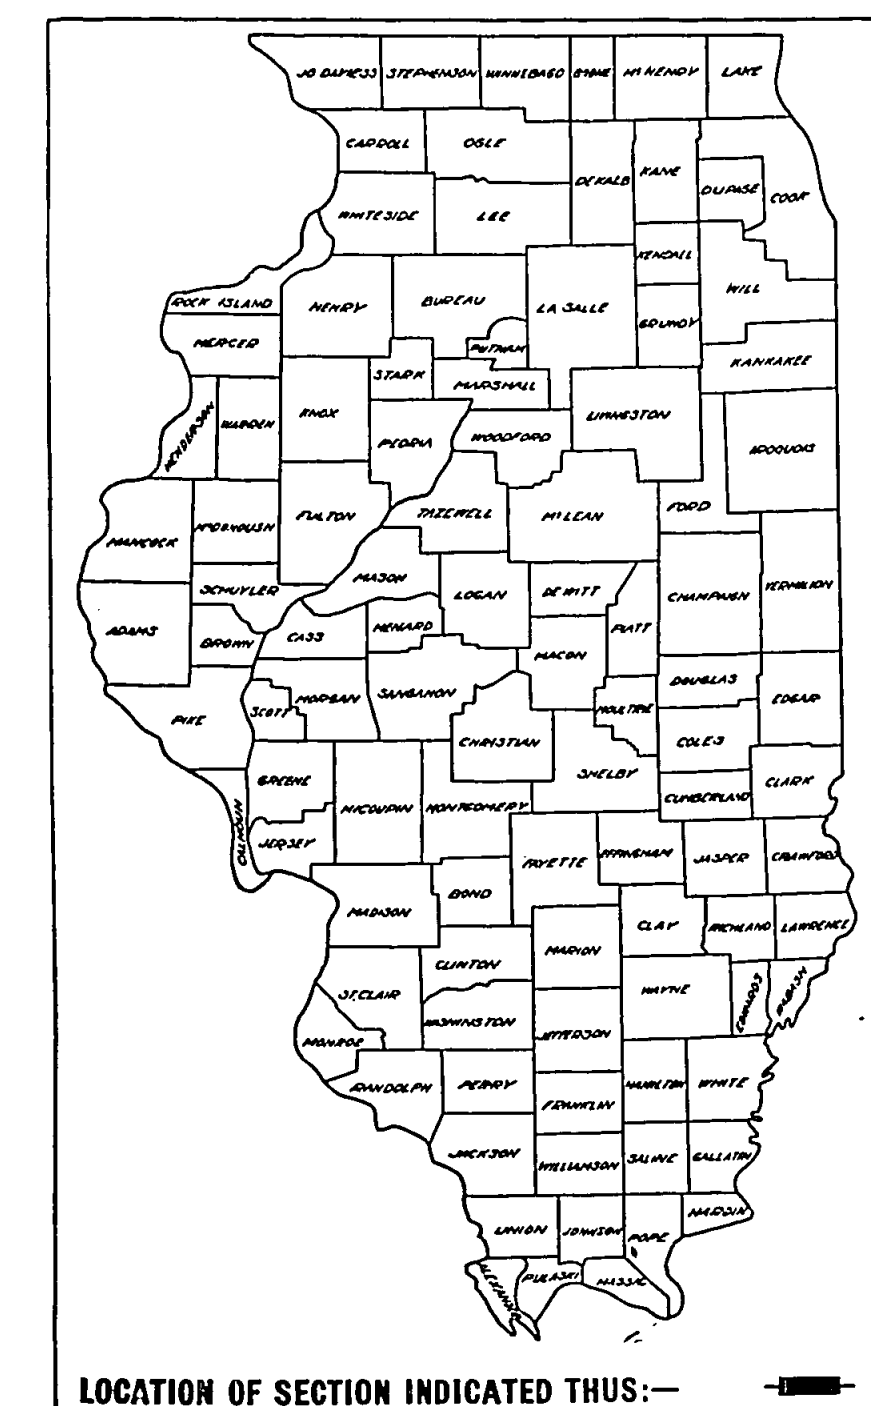 JO DAVIESS STEPHENSON WINNEBAGO BOONE McHENRY LAKE
CARROLL OGLE DEKALB KANE DUPAGE COOK
WHITESIDE LEE KENDALL
ROCK ISLAND HENRY BUREAU LA SALLE GRUNDY WILL
MERCER PUTNAM KANKAKEE
STARK MARSHALL
HENDERSON WARREN KNOX PEORIA WOODFORD LIVINGSTON IROQUOIS
HANCOCK McDONOUGH FULTON TAZEWELL McLEAN FORD
SCHUYLER MASON LOGAN DEWITT CHAMPAIGN VERMILION
ADAMS BROWN CASS MENARD MACON PIATT
PIKE SCOTT MORGAN SANGAMON MOULTRIE DOUGLAS EDGAR
CHRISTIAN SHELBY COLES
GREENE MACOUPIN MONTGOMERY CUMBERLAND CLARK
CALHOUN JERSEY FAYETTE EFFINGHAM JASPER CRAWFORD
MADISON BOND CLAY RICHLAND LAWRENCE
CLINTON MARION
ST. CLAIR WAYNE EDWARDS WABASH
MONROE WASHINGTON JEFFERSON
RANDOLPH PERRY FRANKLIN HAMILTON WHITE
JACKSON WILLIAMSON SALINE GALLATIN
UNION JOHNSON POPE HARDIN
ALEXANDER PULASKI MASSAC
LOCATION OF SECTION INDICATED THUS:—